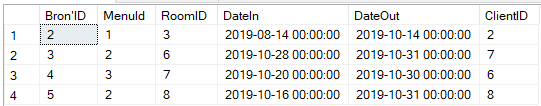 Bron'ID MenuId RoomID DateIn DateOut ClientID
1 2 1 3 2019-08-14 00:00:00 2019-10-14 00:00:00 2
2 3 2 6 2019-10-28 00:00:00 2019-10-31 00:00:00 7
3 4 3 7 2019-10-20 00:00:00 2019-10-30 00:00:00 6
4 5 2 8 2019-10-16 00:00:00 2019-10-31 00:00:00 8